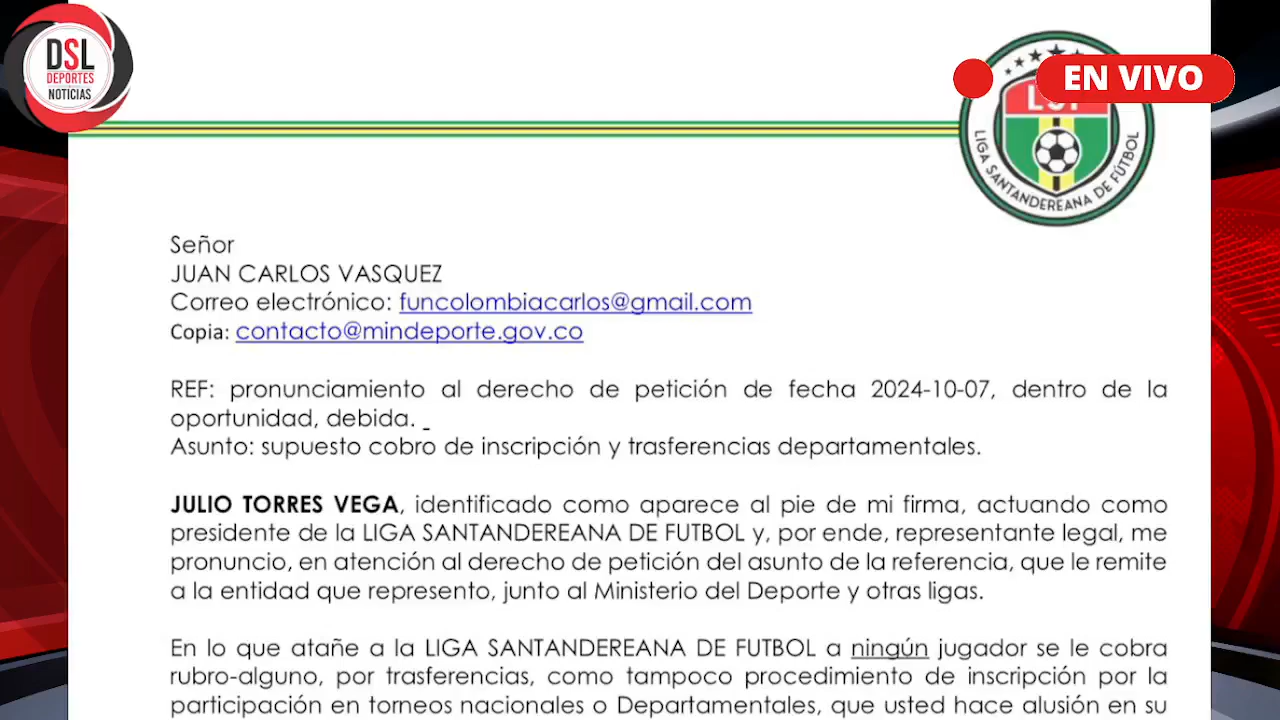 DSL
DEPORTES
NOTICIAS
EN VIVO
LIGA SANTANDEREANA DE FÚTBOL
Señor
JUAN CARLOS VASQUEZ
Correo electrónico: funcolombiacarlos@gmail.com
Copia: contacto@mindeporte.gov.co
REF: pronunciamiento al derecho de petición de fecha 2024-10-07, dentro de la
oportunidad, debida. _
Asunto: supuesto cobro de inscripción y trasferencias departamentales.
JULIO TORRES VEGA, identificado como aparece al pie de mi firma, actuando como
presidente de la LIGA SANTANDEREANA DE FUTBOL y, por ende, representante legal, me
pronuncio, en atención al derecho de petición del asunto de la referencia, que le remite
a la entidad que represento, junto al Ministerio del Deporte y otras ligas.
En lo que atañe a la LIGA SANTANDEREANA DE FUTBOL a ningún jugador se le cobra
rubro-alguno, por trasferencias, como tampoco procedimiento de inscripción por la
participación en torneos nacionales o Departamentales, que usted hace alusión en su